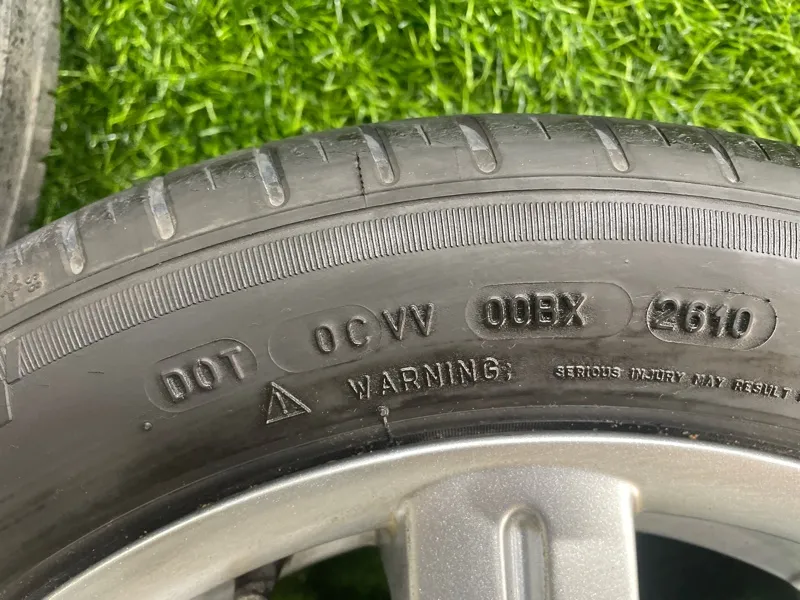 DOT 0C VV 00BX 2610
WARNING: SERIOUS INJURY MAY RESULT